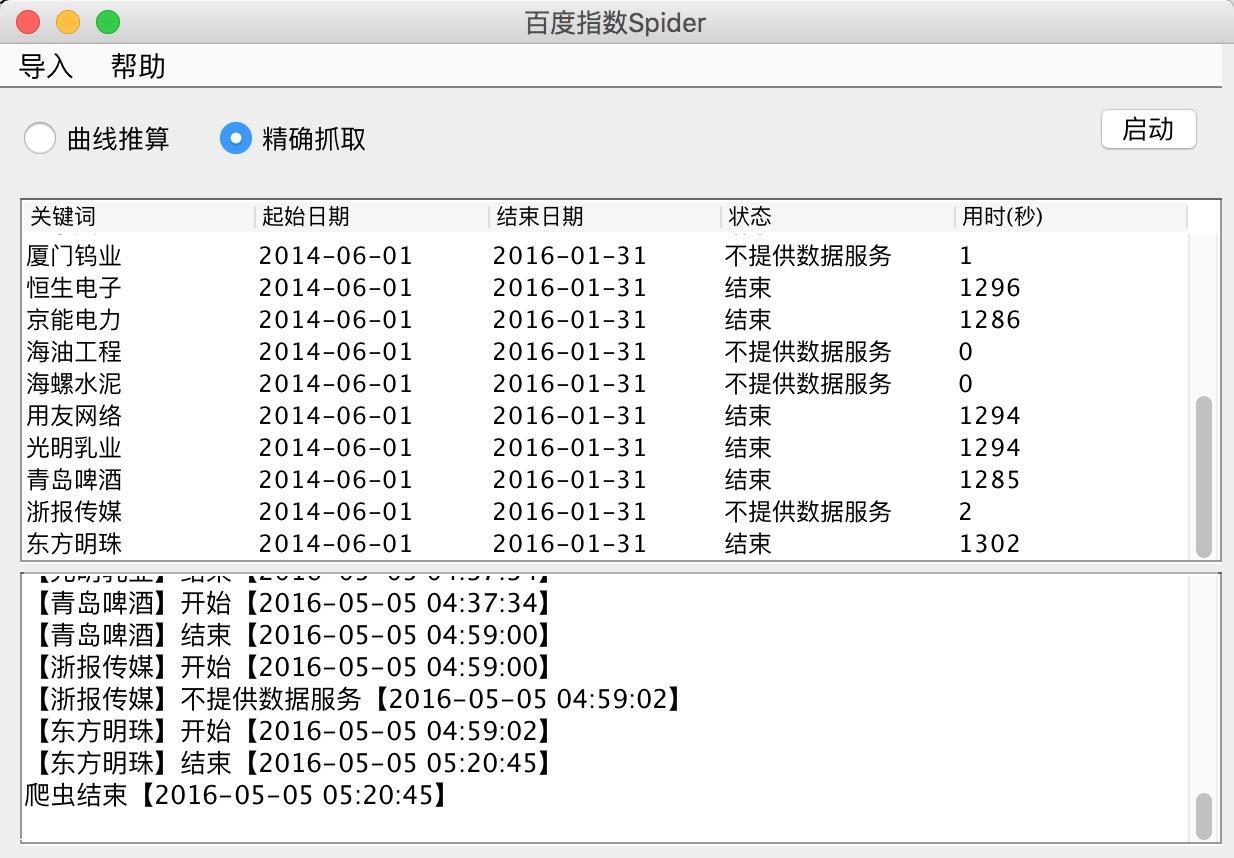 百度指数Spider
导入 帮助
曲线推算 精确抓取 启动
关键词 起始日期 结束日期 状态 用时(秒)
厦门钨业 2014-06-01 2016-01-31 不提供数据服务 1
恒生电子 2014-06-01 2016-01-31 结束 1296
京能电力 2014-06-01 2016-01-31 结束 1286
海油工程 2014-06-01 2016-01-31 不提供数据服务 0
海螺水泥 2014-06-01 2016-01-31 不提供数据服务 0
用友网络 2014-06-01 2016-01-31 结束 1294
光明乳业 2014-06-01 2016-01-31 结束 1294
青岛啤酒 2014-06-01 2016-01-31 结束 1285
浙报传媒 2014-06-01 2016-01-31 不提供数据服务 2
东方明珠 2014-06-01 2016-01-31 结束 1302
【光明乳业】结束【2016-05-05 04:37:34】
【青岛啤酒】开始【2016-05-05 04:37:34】
【青岛啤酒】结束【2016-05-05 04:59:00】
【浙报传媒】开始【2016-05-05 04:59:00】
【浙报传媒】不提供数据服务【2016-05-05 04:59:02】
【东方明珠】开始【2016-05-05 04:59:02】
【东方明珠】结束【2016-05-05 05:20:45】
爬虫结束【2016-05-05 05:20:45】